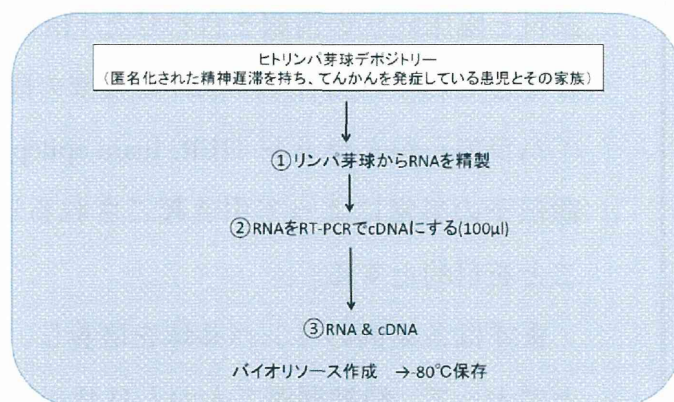 ヒトリンパ芽球デポジトリー
(匿名化された精神遅滞を持ち、てんかんを発症している患児とその家族)
①リンパ芽球からRNAを精製
②RNAをRT-PCRでcDNAにする(100μl)
③RNA & cDNA
バイオリソース作成 →-80℃保存